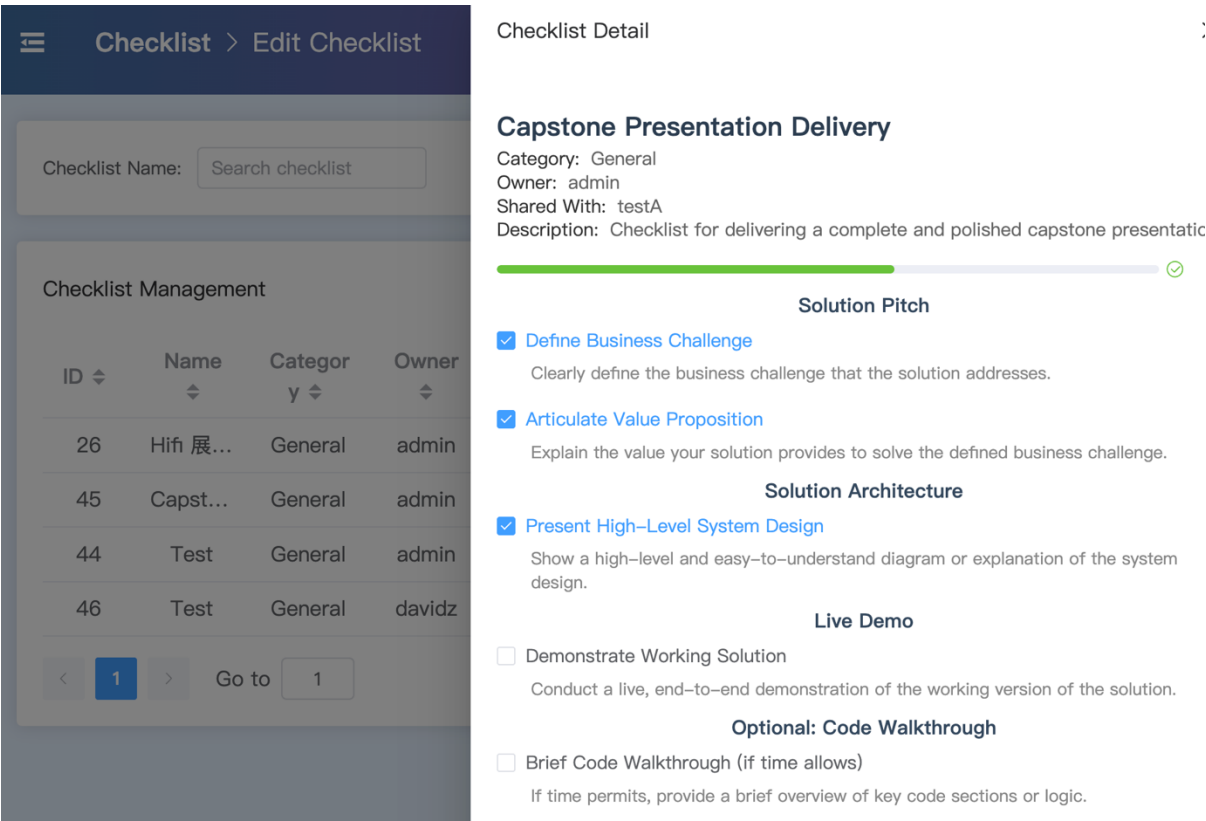 Checklist > Edit Checklist
Checklist Name: Search checklist
Checklist Management
ID Name Categor Owner
y
26 Hifi 展... General admin
45 Capst... General admin
44 Test General admin
46 Test General davidz
< 1 > Go to 1
Checklist Detail
Capstone Presentation Delivery
Category: General
Owner: admin
Shared With: testA
Description: Checklist for delivering a complete and polished capstone presentatio
Solution Pitch
Define Business Challenge
Clearly define the business challenge that the solution addresses.
Articulate Value Proposition
Explain the value your solution provides to solve the defined business challenge.
Solution Architecture
Present High-Level System Design
Show a high-level and easy-to-understand diagram or explanation of the system
design.
Live Demo
Demonstrate Working Solution
Conduct a live, end-to-end demonstration of the working version of the solution.
Optional: Code Walkthrough
Brief Code Walkthrough (if time allows)
If time permits, provide a brief overview of key code sections or logic.